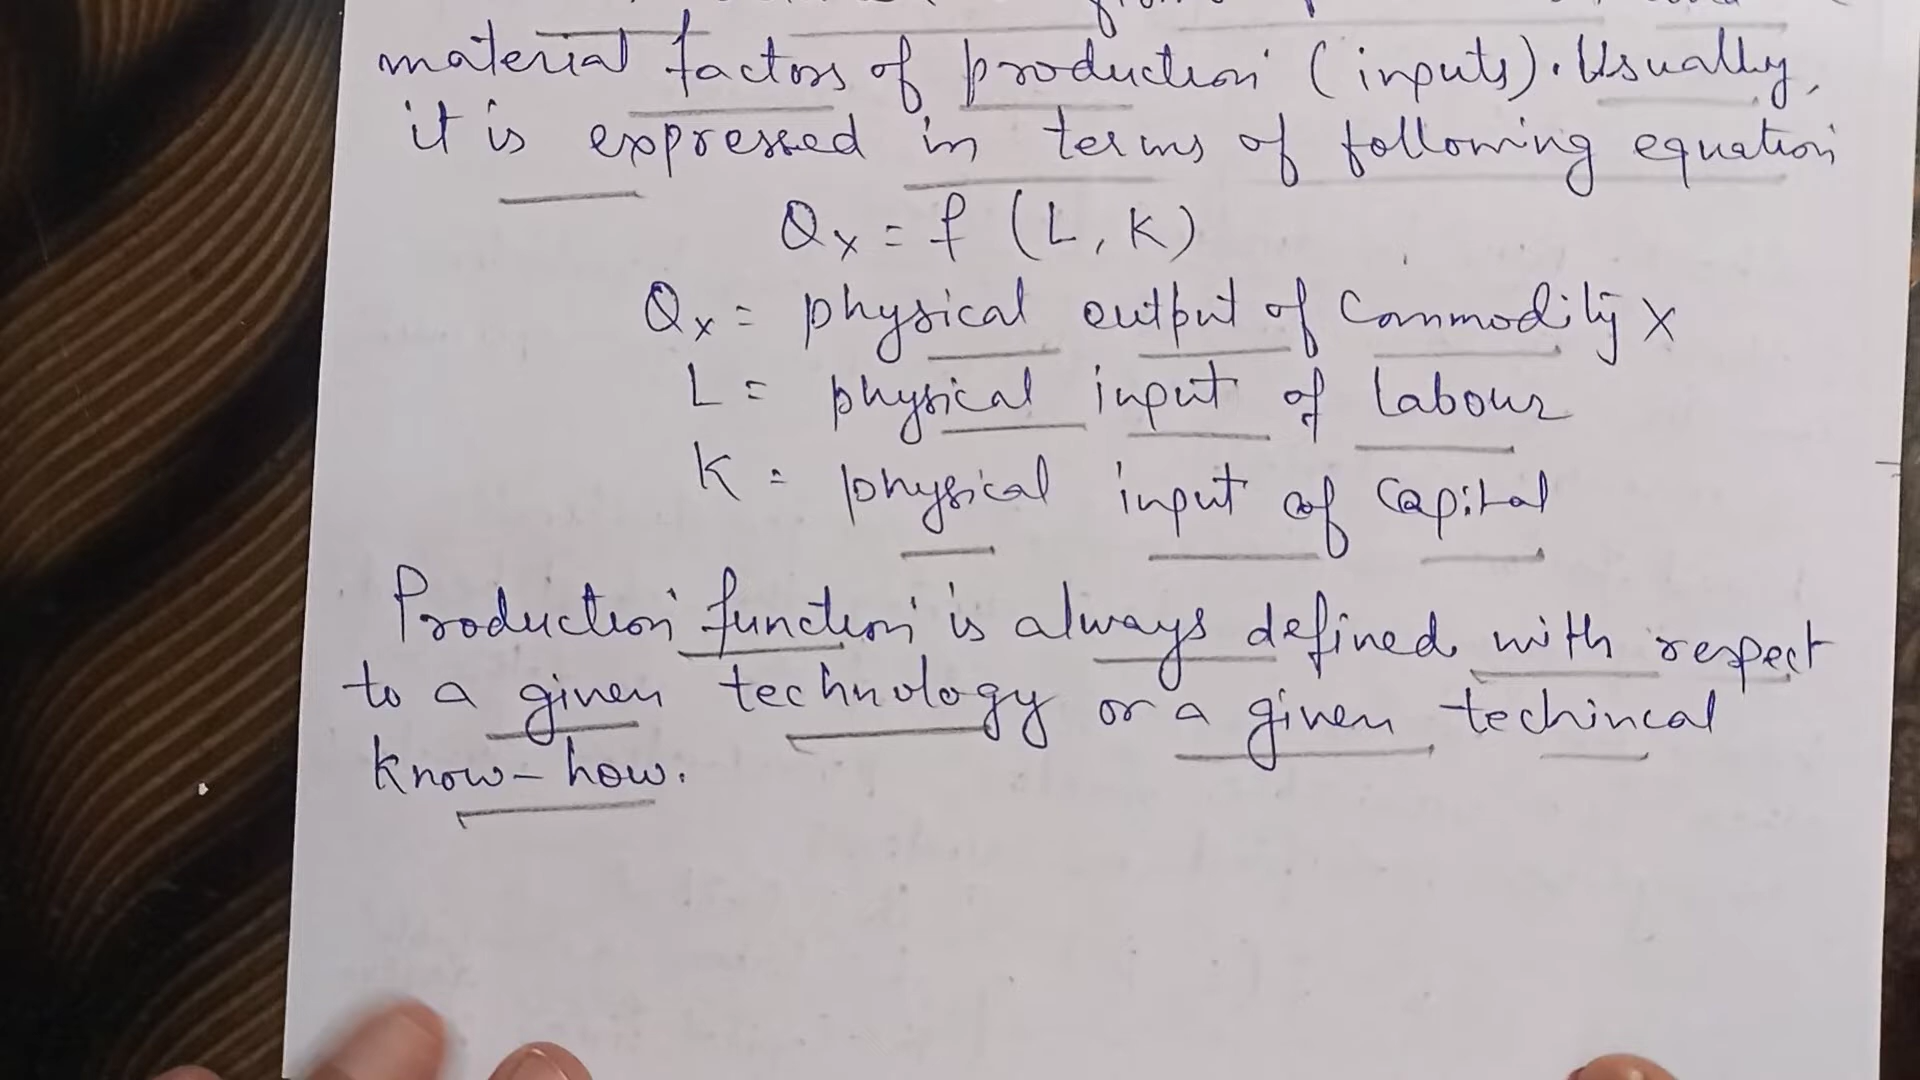 material factors of production (inputs). Usually,
it is expressed in terms of following equation
Qx = f (L, K)
Qx = physical output of Commodity X
L = physical input of labour
K = physical input of Capital
Production function is always defined with respect
to a given technology or a given techincal
know-how.